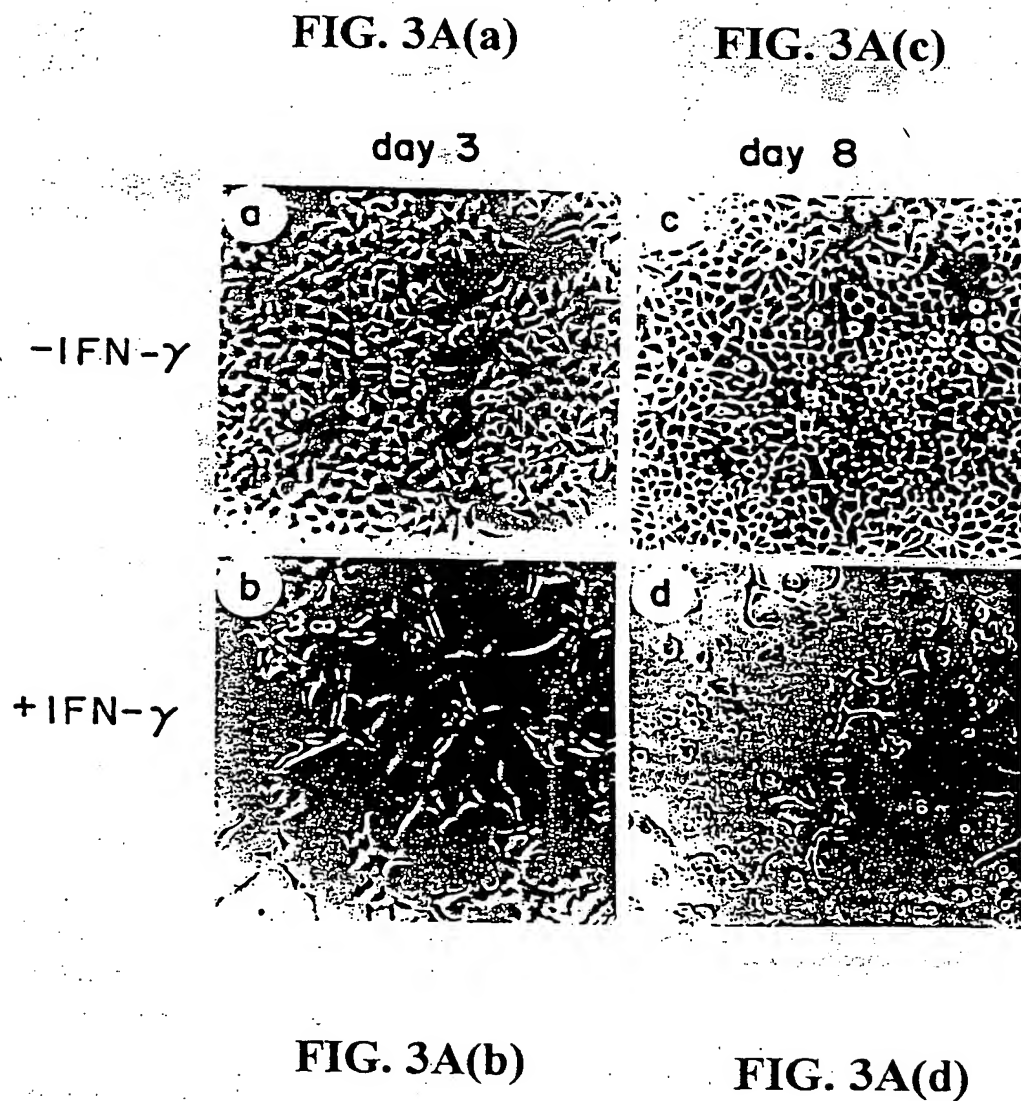 FIG. 3A(a)
FIG. 3A(c)
day 3
day 8
a
c
-IFN-γ
b
d
+IFN-γ
FIG. 3A(b)
FIG. 3A(d)